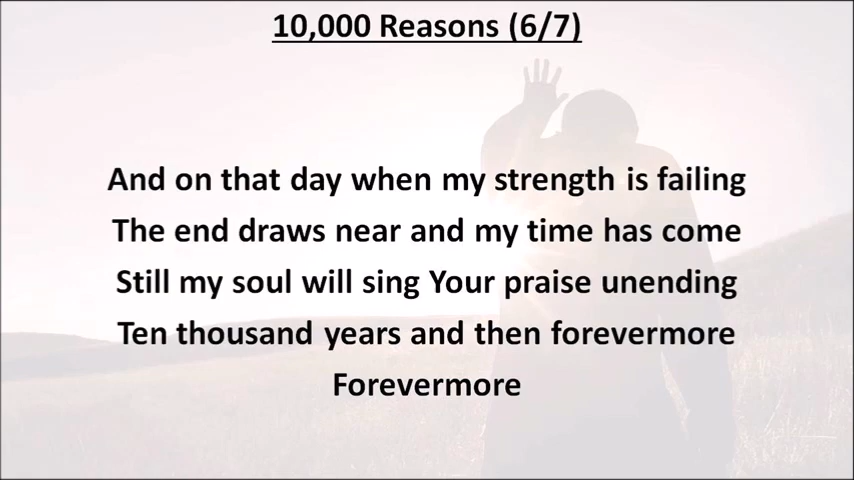 10,000 Reasons (6/7)
And on that day when my strength is failing
The end draws near and my time has come
Still my soul will sing Your praise unending
Ten thousand years and then forevermore
Forevermore